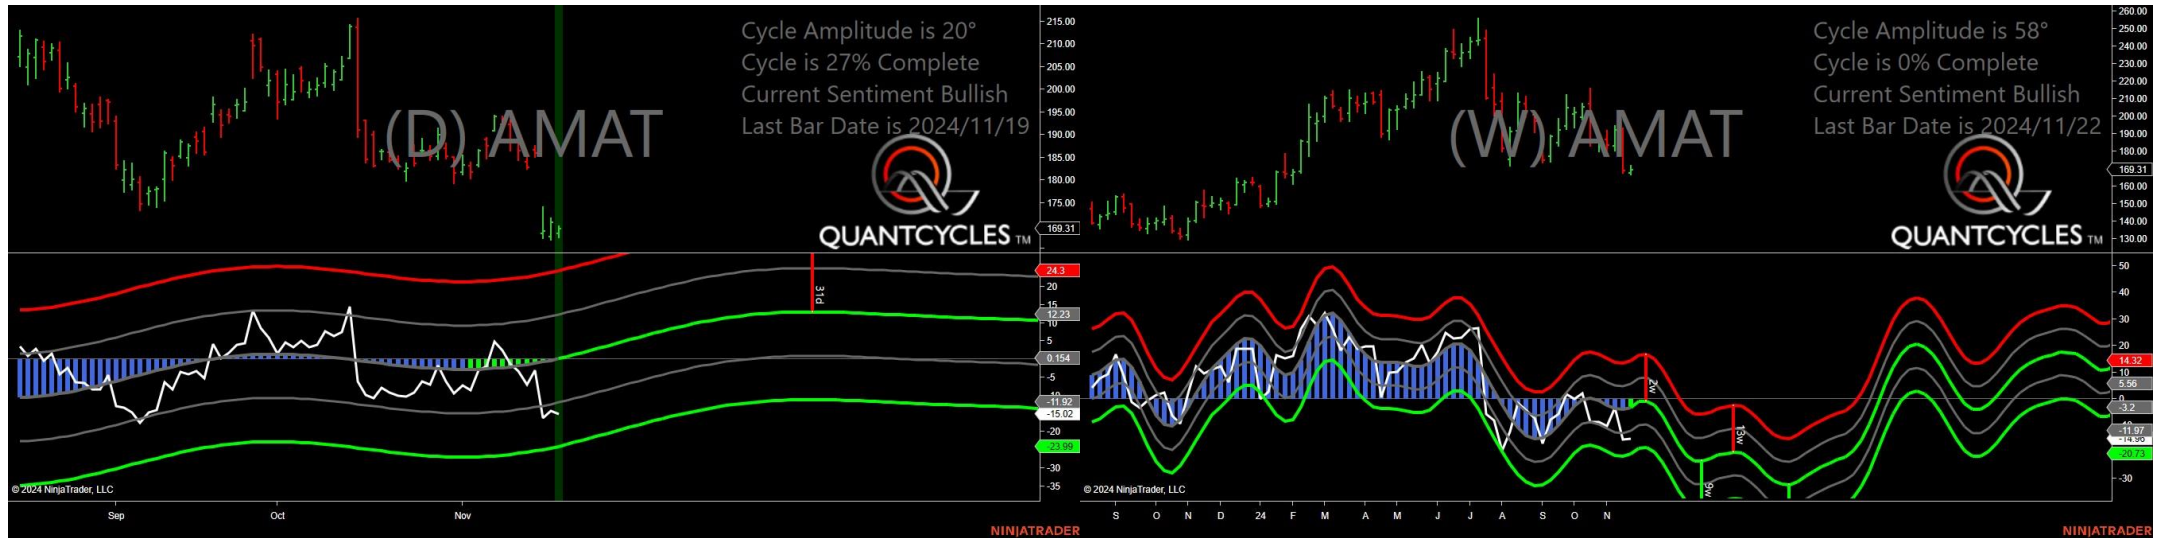 Cycle Amplitude is 20°
Cycle is 27% Complete
Current Sentiment Bullish
Last Bar Date is 2024/11/19
(D) AMAT
QUANTCYCLES TM
215.00
210.00
205.00
200.00
195.00
190.00
185.00
180.00
175.00
169.31
31d
24.3
20
15
12.23
10
5
0.154
-5
-11.92
-15.02
-20
-23.99
-30
-35
© 2024 NinjaTrader, LLC
Sep
Oct
Nov
NINJATRADER
Cycle Amplitude is 58°
Cycle is 0% Complete
Current Sentiment Bullish
Last Bar Date is 2024/11/22
(W) AMAT
QUANTCYCLES TM
260.00
250.00
240.00
230.00
220.00
210.00
200.00
190.00
180.00
169.31
160.00
150.00
140.00
130.00
2w
13w
9w
50
40
30
20
14.32
10
5.56
0
-3.2
-11.97
-14.96
-20.73
-30
© 2024 NinjaTrader, LLC
S O N D 24 F M A M J J A S O N
NINJATRADER